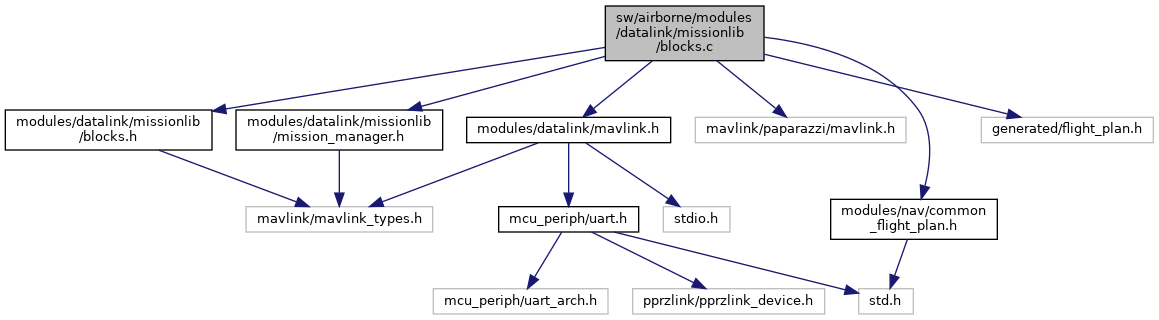 sw/airborne/modules
/datalink/missionlib
/blocks.c
modules/datalink/missionlib
/blocks.h
modules/datalink/missionlib
/mission_manager.h
modules/datalink/mavlink.h
mavlink/paparazzi/mavlink.h
generated/flight_plan.h
mavlink/mavlink_types.h
mcu_periph/uart.h
stdio.h
modules/nav/common
_flight_plan.h
mcu_periph/uart_arch.h
pprzlink/pprzlink_device.h
std.h